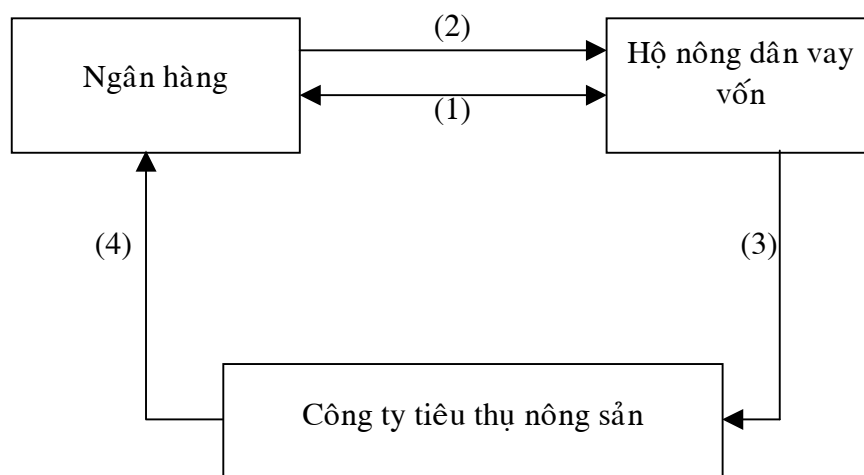 (2)
Ngân hàng
Hộ nông dân vay
vốn
(1)
(4)
(3)
Công ty tiêu thụ nông sản